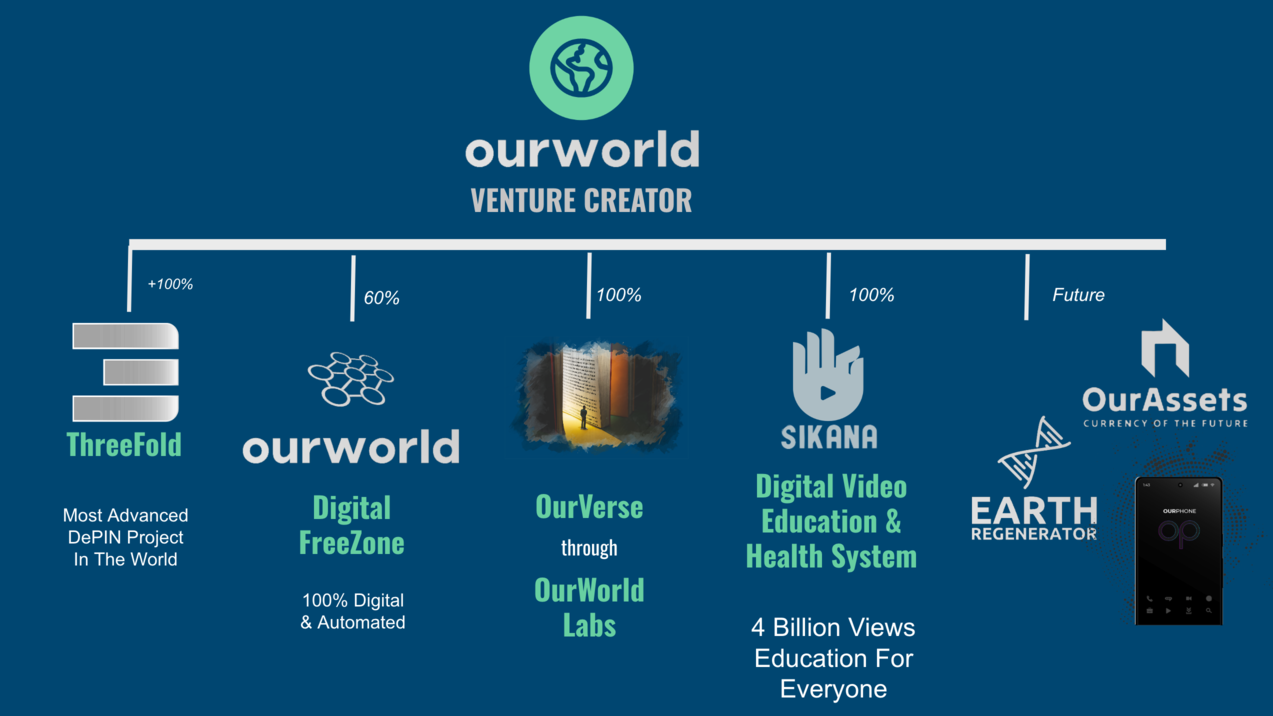 ourworld
VENTURE CREATOR
+100%
60%
100%
100%
Future
ThreeFold
Most Advanced
DePIN Project
In The World
ourworld
Digital
FreeZone
100% Digital
& Automated
OurVerse
through
OurWorld
Labs
SIKANA
Digital Video
Education &
Health System
4 Billion Views
Education For
Everyone
OurAssets
CURRENCY OF THE FUTURE
EARTH
REGENERATOR
OURPHONE
op